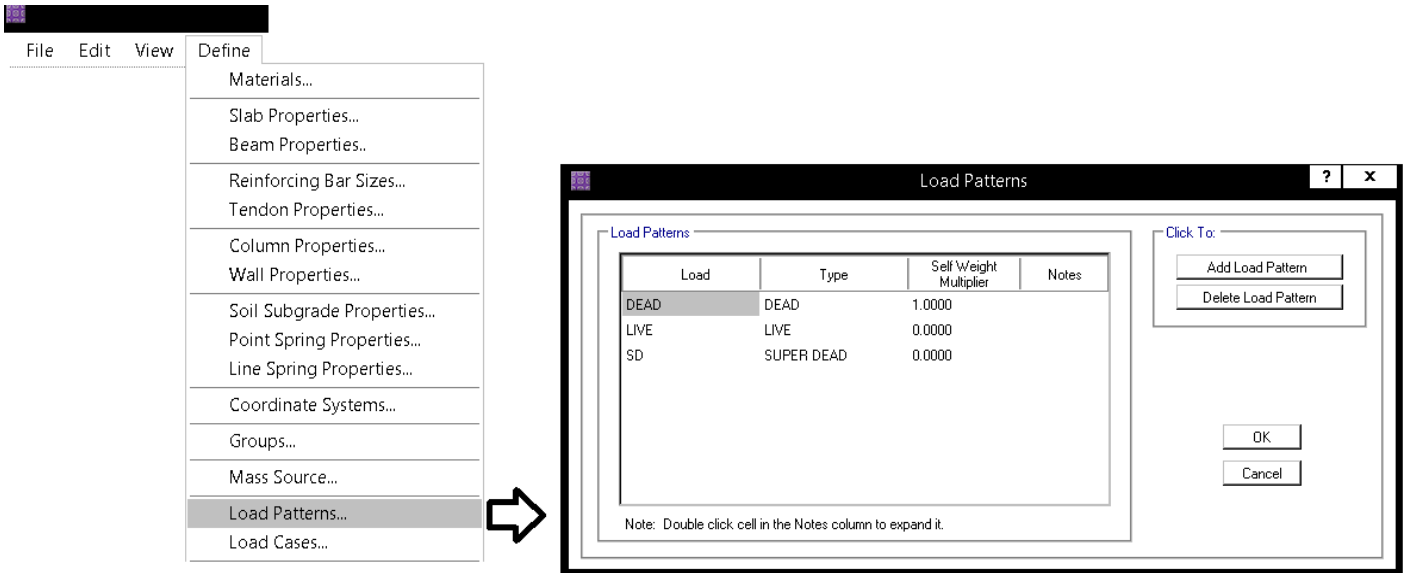 File Edit View Define
Materials...
Slab Properties...
Beam Properties..
Reinforcing Bar Sizes...
Tendon Properties...
Column Properties...
Wall Properties...
Soil Subgrade Properties...
Point Spring Properties...
Line Spring Properties...
Coordinate Systems...
Groups...
Mass Source...
Load Patterns...
Load Cases...
Load Patterns ? x
Load Patterns
Load Type Self Weight Multiplier Notes
DEAD DEAD 1.0000
LIVE LIVE 0.0000
SD SUPER DEAD 0.0000
Note: Double click cell in the Notes column to expand it.
Click To:
Add Load Pattern
Delete Load Pattern
OK
Cancel